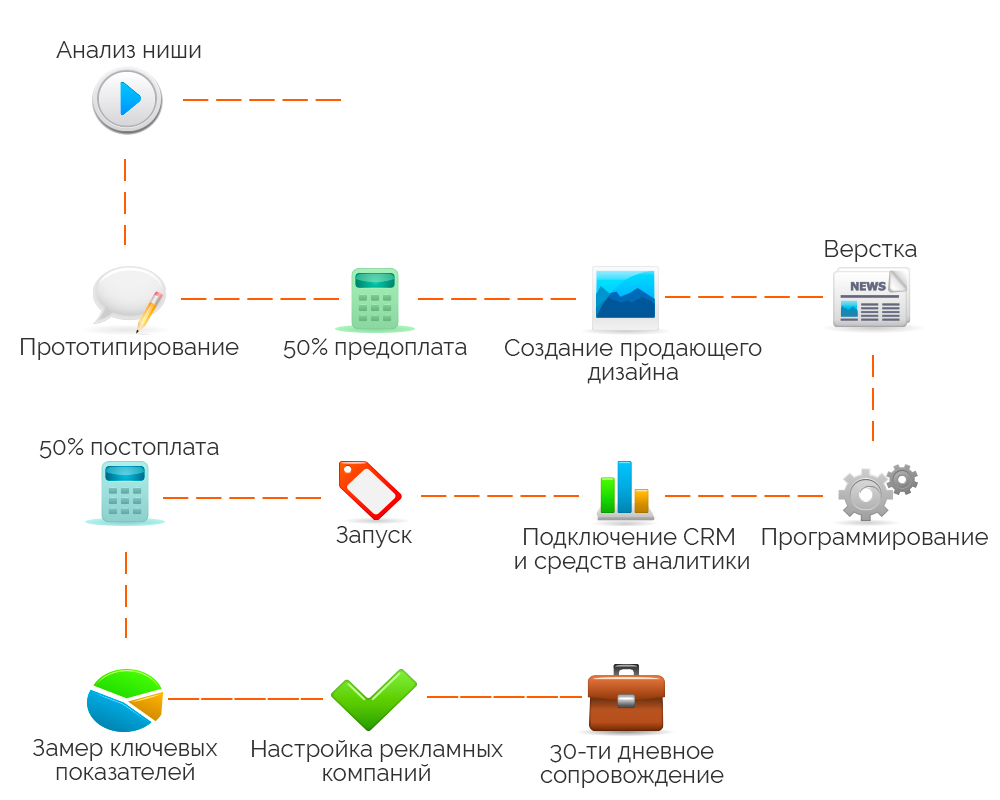 Анализ ниши
Верстка
NEWS
Прототипирование
50% предоплата
Создание продающего
дизайна
50% постоплата
Запуск
Подключение CRM
и средств аналитики
Программирование
Замер ключевых
показателей
Настройка рекламных
компаний
30-ти дневное
сопровождение